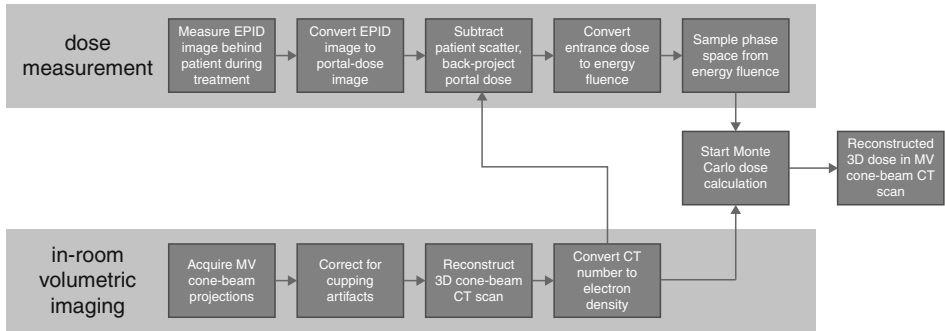 dose
measurement
Measure EPID
image behind
patient during
treatment
Convert EPID
image to
portal-dose
image
Subtract
patient scatter,
back-project
portal dose
Convert
entrance dose
to energy
fluence
Sample phase
space from
energy fluence
Start Monte
Carlo dose
calculation
Reconstructed
3D dose in MV
cone-beam CT
scan
in-room
volumetric
imaging
Acquire MV
cone-beam
projections
Correct for
cupping
artifacts
Reconstruct
3D cone-beam
CT scan
Convert CT
number to
electron
density